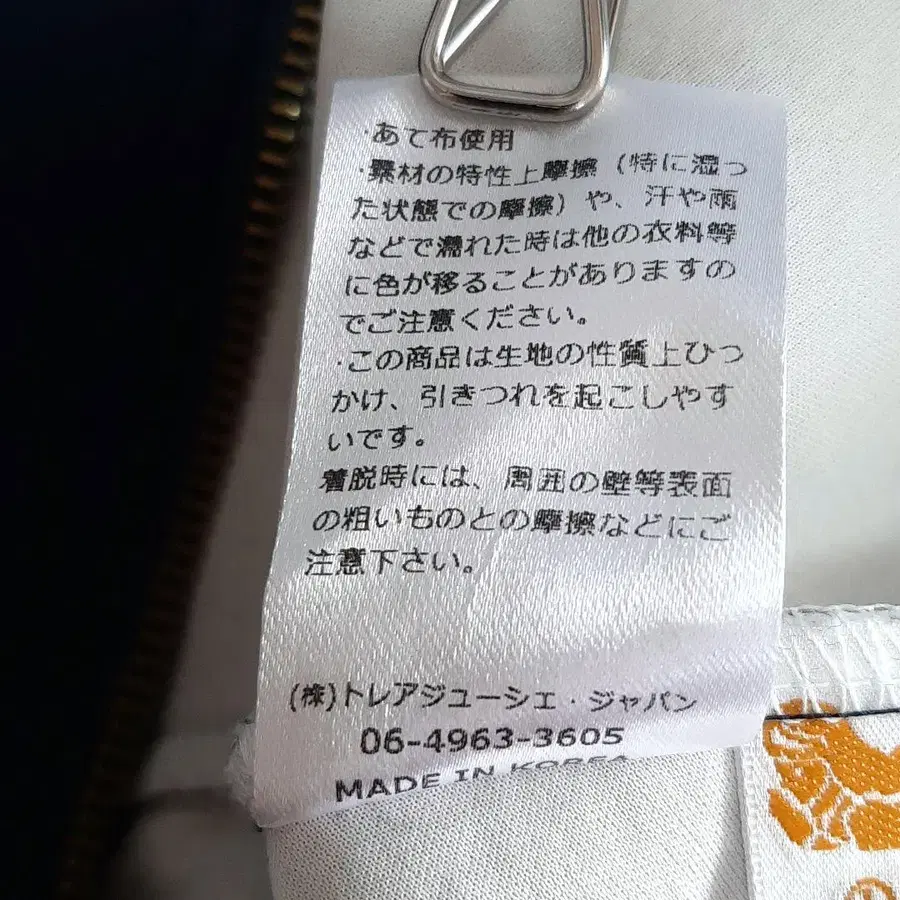 ・あて布使用
・素材の特性上摩擦（特に湿っ
た状態での摩擦）や、汗や雨
などで濡れた時は他の衣料等
に色が移ることがありますの
でご注意ください。
・この商品は生地の性質上ひっ
かけ、引きつれを起こしやす
いです。
着脱時には、周囲の壁等表面
の粗いものとの摩擦などにご
注意下さい。
(株)トレアジューシェ・ジャパン
06-4963-3605
MADE IN KOREA